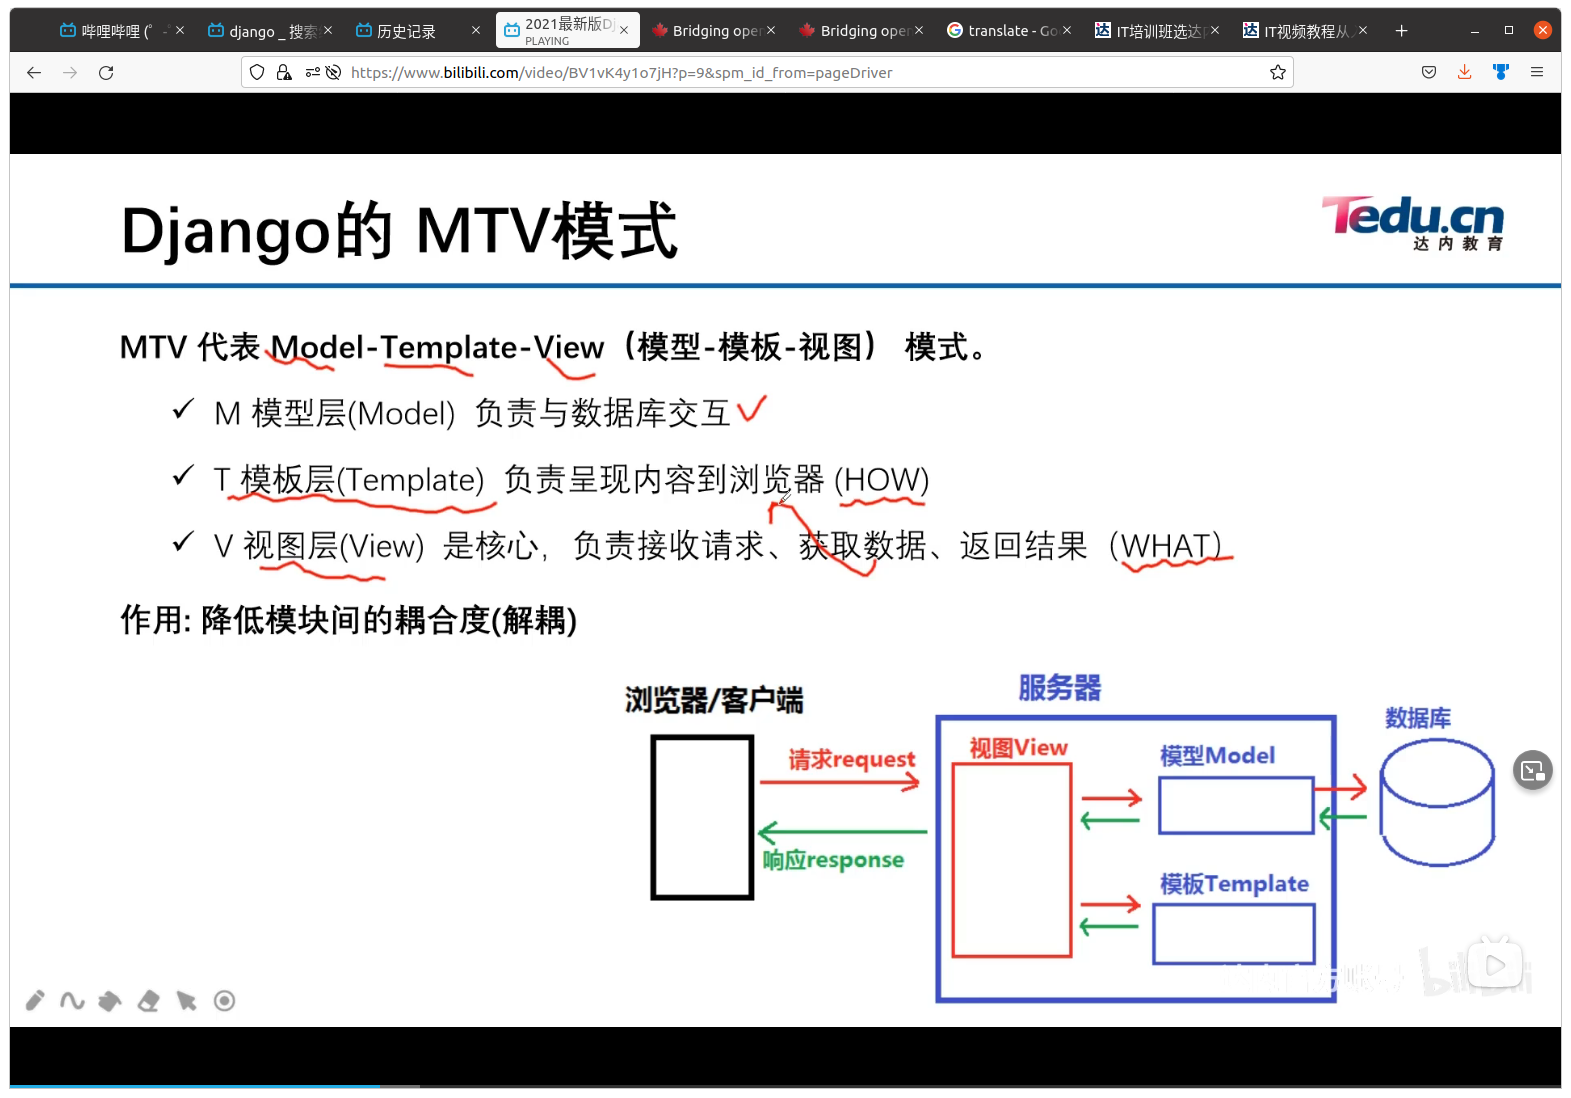 哔哩哔哩 (゜-
django _ 搜索
历史记录
2021最新版Dj
PLAYING
Bridging oper
Bridging oper
translate - Go
IT培训班选达内
IT视频教程从入
https://www.bilibili.com/video/BV1vK4y1o7jH?p=9&spm_id_from=pageDriver
Django的 MTV模式
Tedu.cn
达内教育
MTV 代表 Model-Template-View（模型-模板-视图） 模式。
M 模型层(Model) 负责与数据库交互
T 模板层(Template) 负责呈现内容到浏览器 (HOW)
V 视图层(View) 是核心，负责接收请求、获取数据、返回结果（WHAT）
作用: 降低模块间的耦合度(解耦)
浏览器/客户端
服务器
数据库
请求request
视图View
模型Model
响应response
模板Template
bilibili